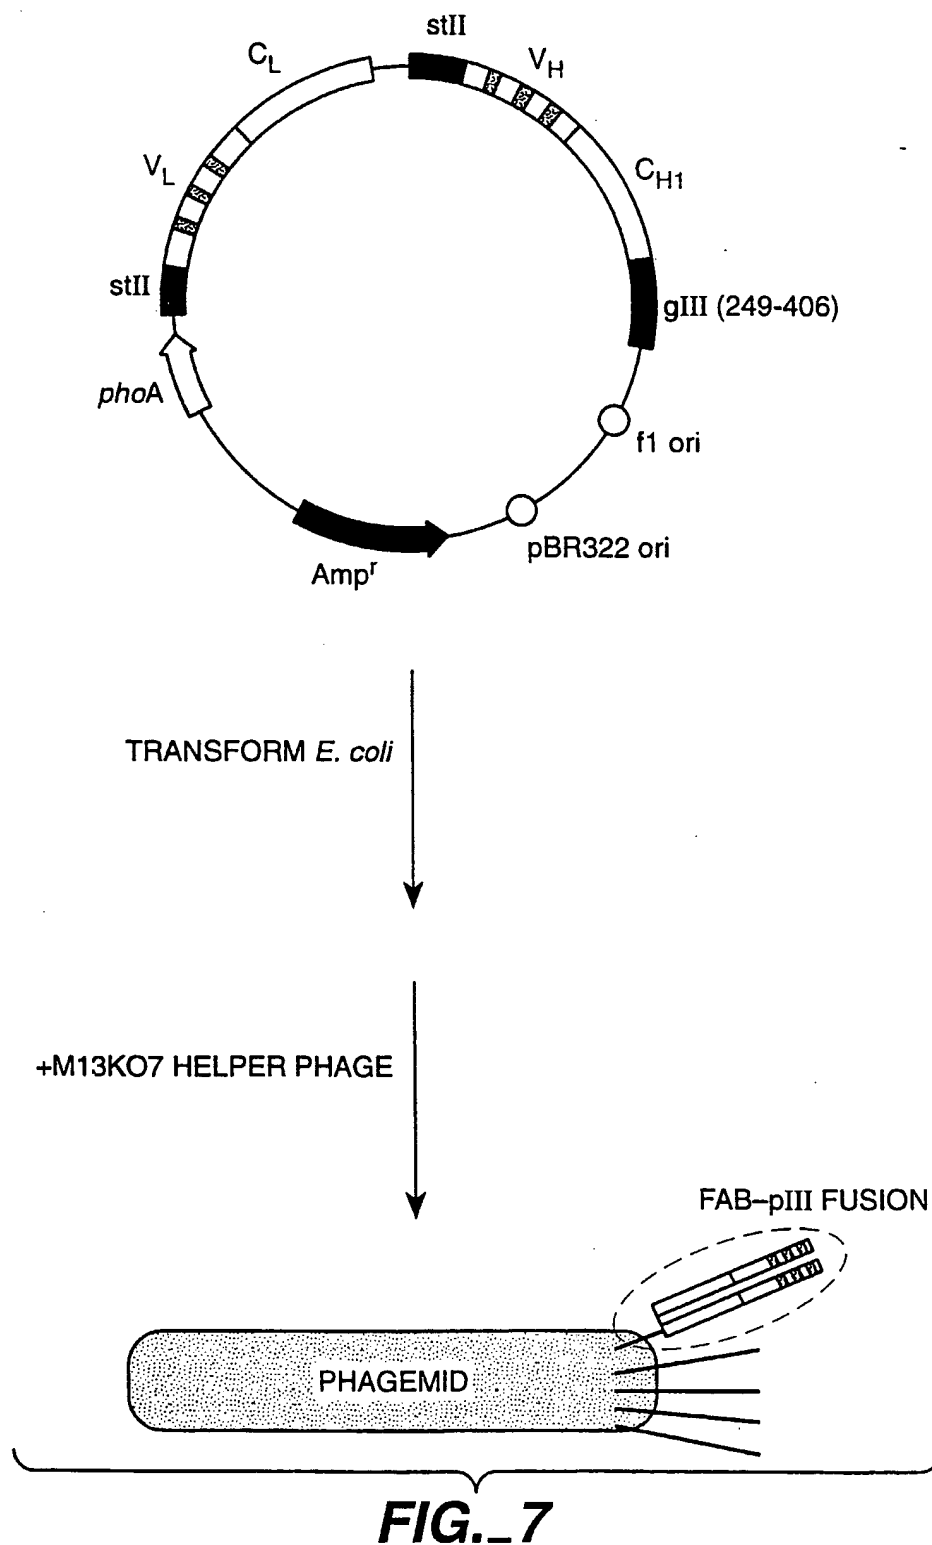 stII
C_L
V_H
V_L
C_H1
stII
gIII (249-406)
phoA
f1 ori
pBR322 ori
Amp^r
TRANSFORM E. coli
+M13KO7 HELPER PHAGE
FAB–pIII FUSION
PHAGEMID
FIG._7